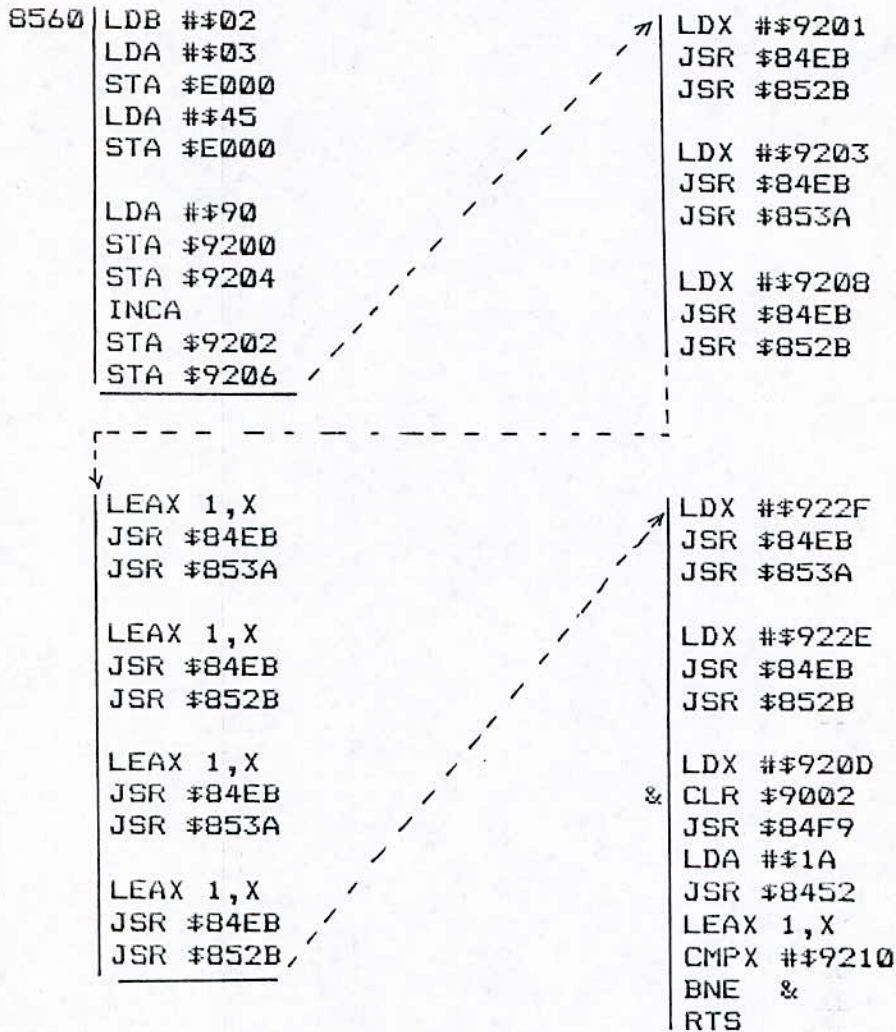 8560 LDB #$02
LDA #$03
STA $E000
LDA #$45
STA $E000
LDA #$90
STA $9200
STA $9204
INCA
STA $9202
STA $9206
LDX #$9201
JSR $84EB
JSR $852B
LDX #$9203
JSR $84EB
JSR $853A
LDX #$9208
JSR $84EB
JSR $852B
LEAX 1,X
JSR $84EB
JSR $853A
LEAX 1,X
JSR $84EB
JSR $852B
LEAX 1,X
JSR $84EB
JSR $853A
LEAX 1,X
JSR $84EB
JSR $852B
LDX #$922F
JSR $84EB
JSR $853A
LDX #$922E
JSR $84EB
JSR $852B
LDX #$920D
& CLR $9002
JSR $84F9
LDA #$1A
JSR $8452
LEAX 1,X
CMPX #$9210
BNE &
RTS